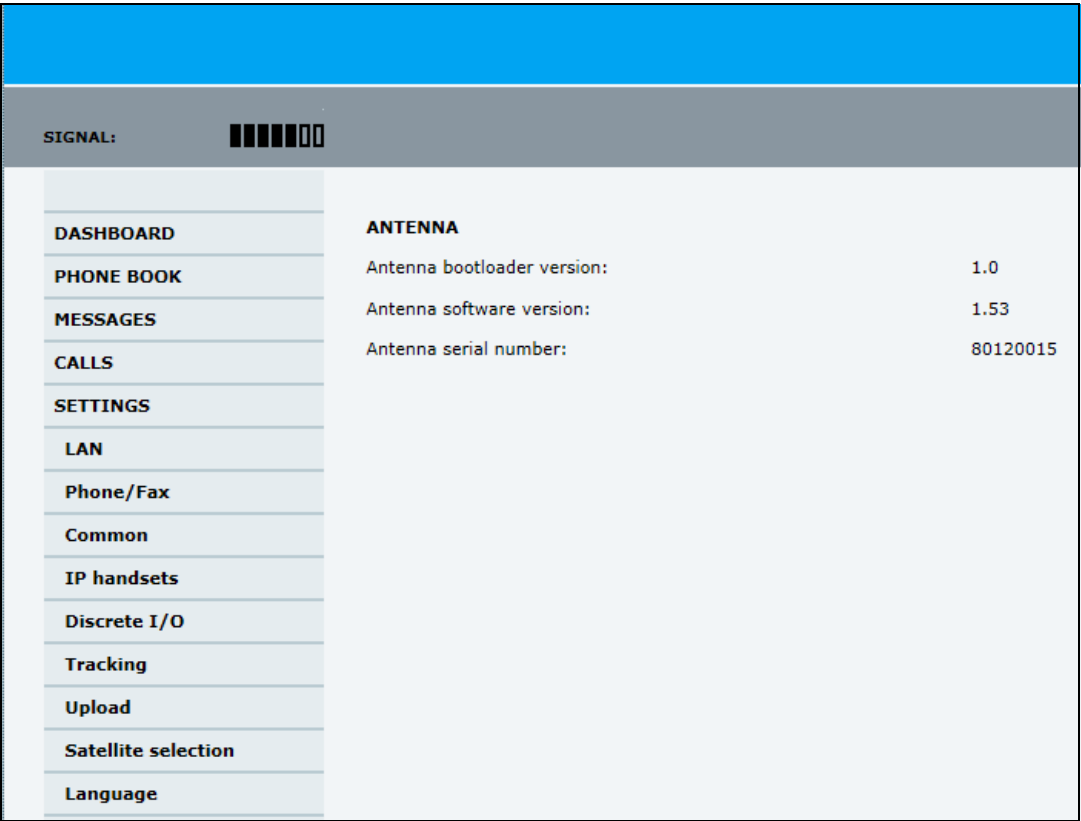 SIGNAL:
DASHBOARD
PHONE BOOK
MESSAGES
CALLS
SETTINGS
LAN
Phone/Fax
Common
IP handsets
Discrete I/O
Tracking
Upload
Satellite selection
Language
ANTENNA
Antenna bootloader version: 1.0
Antenna software version: 1.53
Antenna serial number: 80120015